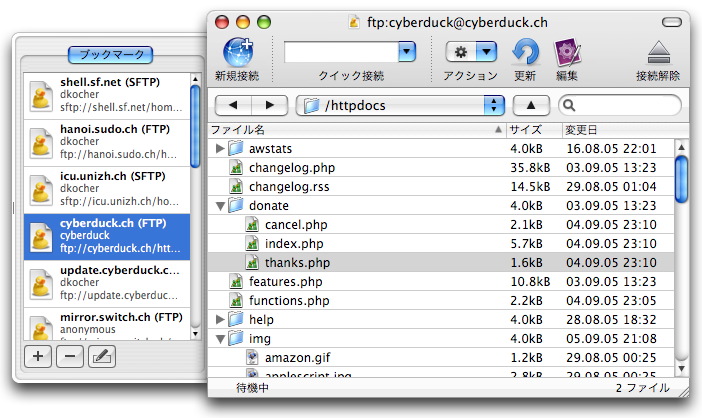 ftp:cyberduck@cyberduck.ch
新規接続 クイック接続 アクション 更新 編集 接続解除
/httpdocs
ファイル名 サイズ 変更日
awstats 4.0kB 16.08.05 22:01
changelog.php 35.8kB 03.09.05 13:23
changelog.rss 14.5kB 29.08.05 01:04
donate 4.0kB 03.09.05 13:23
cancel.php 2.1kB 04.09.05 23:10
index.php 5.7kB 04.09.05 23:10
thanks.php 1.6kB 04.09.05 23:10
features.php 10.8kB 03.09.05 13:23
functions.php 2.2kB 04.09.05 23:05
help 4.0kB 28.08.05 18:32
img 4.0kB 05.09.05 21:08
amazon.gif 1.2kB 29.08.05 00:25
applescript.jpg 2.8kB 29.08.05 00:25
待機中 2 ファイル
ブックマーク
shell.sf.net (SFTP)
dkocher
sftp://shell.sf.net/hom...
hanoi.sudo.ch (FTP)
dkocher
ftp://hanoi.sudo.ch/h...
icu.unizh.ch (SFTP)
dkocher
sftp://icu.unizh.ch/ho...
cyberduck.ch (FTP)
cyberduck
ftp://cyberduck.ch/htt...
update.cyberduck.c...
dkocher
ftp://update.cyberduc...
mirror.switch.ch (FTP)
anonymous